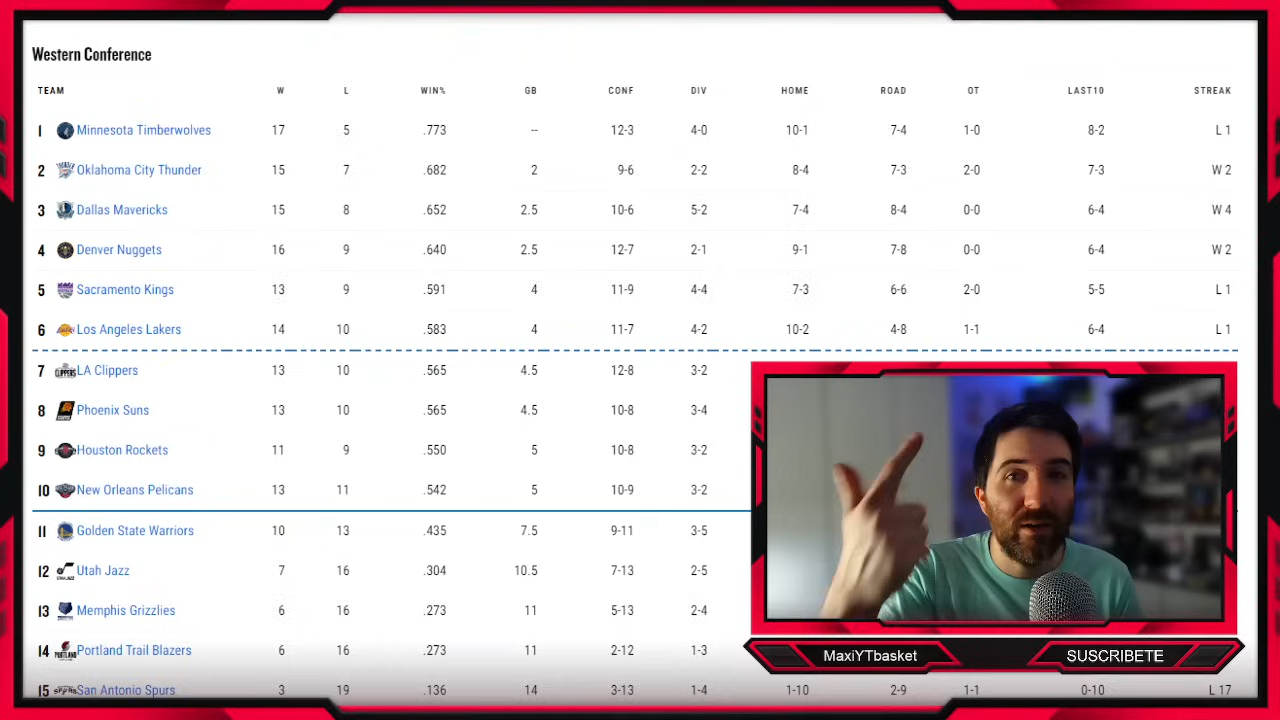 Western Conference
TEAM W L WIN% GB CONF DIV HOME ROAD OT LAST10 STREAK
1 Minnesota Timberwolves 17 5 .773 -- 12-3 4-0 10-1 7-4 1-0 8-2 L 1
2 Oklahoma City Thunder 15 7 .682 2 9-6 2-2 8-4 7-3 2-0 7-3 W 2
3 Dallas Mavericks 15 8 .652 2.5 10-6 5-2 7-4 8-4 0-0 6-4 W 4
4 Denver Nuggets 16 9 .640 2.5 12-7 2-1 9-1 7-8 0-0 6-4 W 2
5 Sacramento Kings 13 9 .591 4 11-9 4-4 7-3 6-6 2-0 5-5 L 1
6 Los Angeles Lakers 14 10 .583 4 11-7 4-2 10-2 4-8 1-1 6-4 L 1
7 LA Clippers 13 10 .565 4.5 12-8 3-2
8 Phoenix Suns 13 10 .565 4.5 10-8 3-4
9 Houston Rockets 11 9 .550 5 10-8 3-2
10 New Orleans Pelicans 13 11 .542 5 10-9 3-2
11 Golden State Warriors 10 13 .435 7.5 9-11 3-5
12 Utah Jazz 7 16 .304 10.5 7-13 2-5
13 Memphis Grizzlies 6 16 .273 11 5-13 2-4
14 Portland Trail Blazers 6 16 .273 11 2-12 1-3
15 San Antonio Spurs 3 19 .136 14 3-13 1-4 1-10 2-9 1-1 0-10 L 17
MaxiYTbasket
SUSCRIBETE